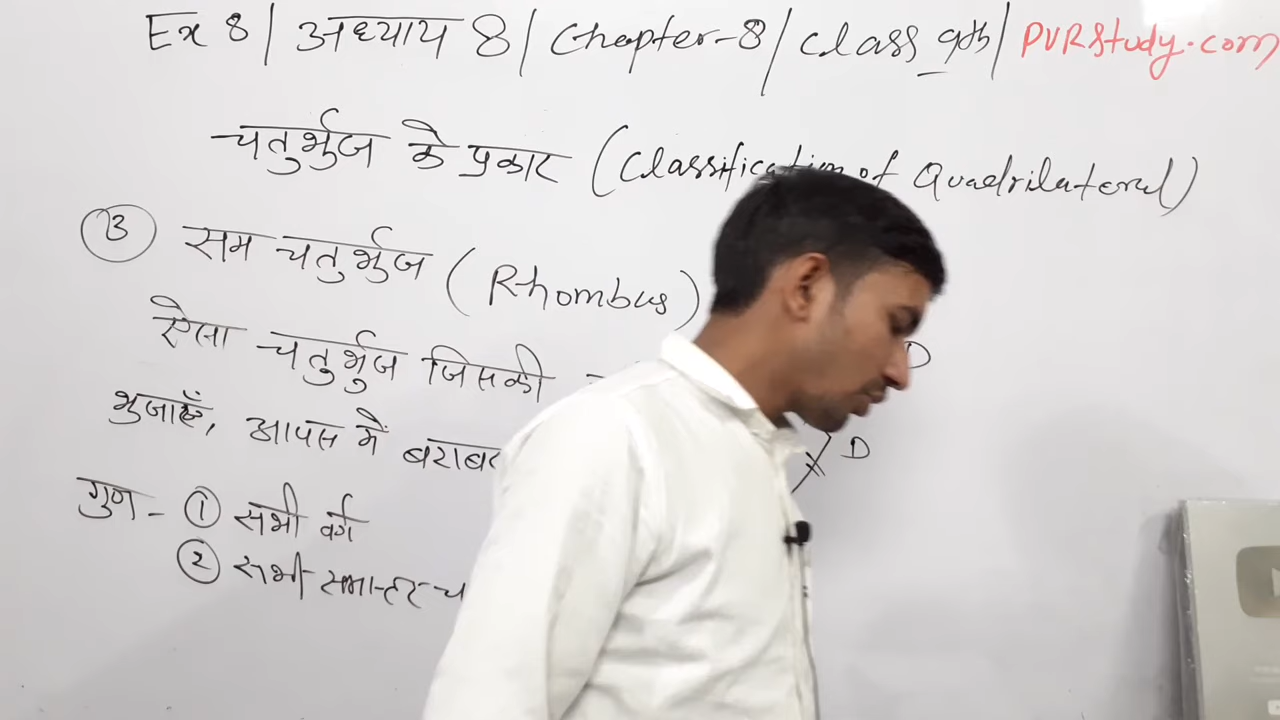 Ex 8 | अध्याय 8 | Chapter-8 | Class 9th | PVRStudy.com
चतुर्भुज के प्रकार (Classification of Quadrilateral)
③ सम चतुर्भुज (Rhombus)
ऐसा चतुर्भुज जिसकी
भुजाएँ, आपस में बराबर
गुण - ① सभी वर्ग
② सभी समान्तर च
D
D